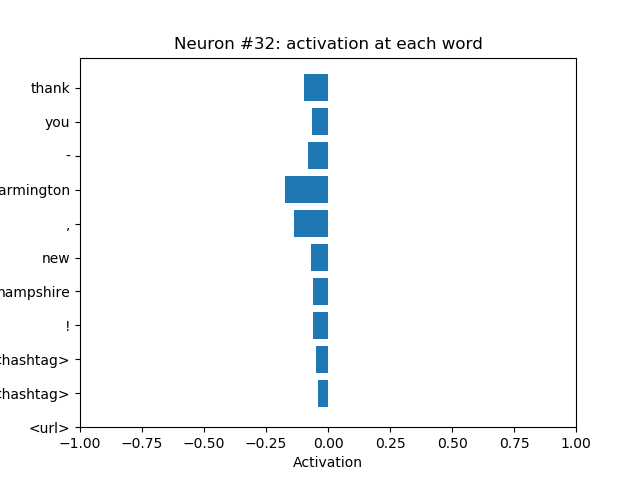 Neuron #32: activation at each word
thank
you
-
armington
,
new
hampshire
!
<hashtag>
<hashtag>
<url>
−1.00 −0.75 −0.50 −0.25 0.00 0.25 0.50 0.75 1.00
Activation